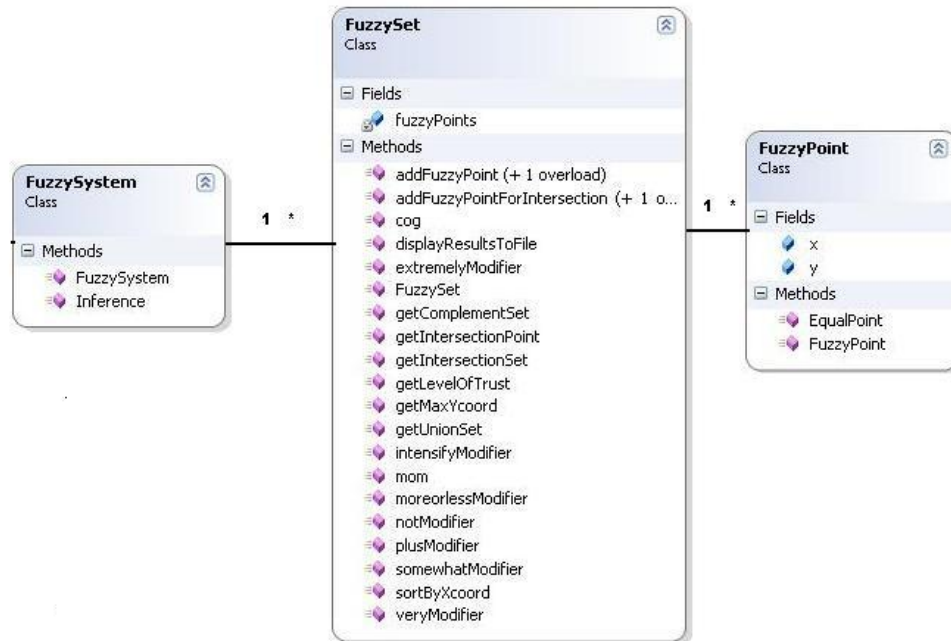 FuzzySystem
Class
Methods
FuzzySystem
Inference
1 *
FuzzySet
Class
Fields
fuzzyPoints
Methods
addFuzzyPoint (+ 1 overload)
addFuzzyPointForIntersection (+ 1 o...
cog
displayResultsToFile
extremelyModifier
FuzzySet
getComplementSet
getIntersectionPoint
getIntersectionSet
getLevelOfTrust
getMaxYcoord
getUnionSet
intensifyModifier
mom
moreorlessModifier
notModifier
plusModifier
somewhatModifier
sortByXcoord
veryModifier
1 *
FuzzyPoint
Class
Fields
x
y
Methods
EqualPoint
FuzzyPoint